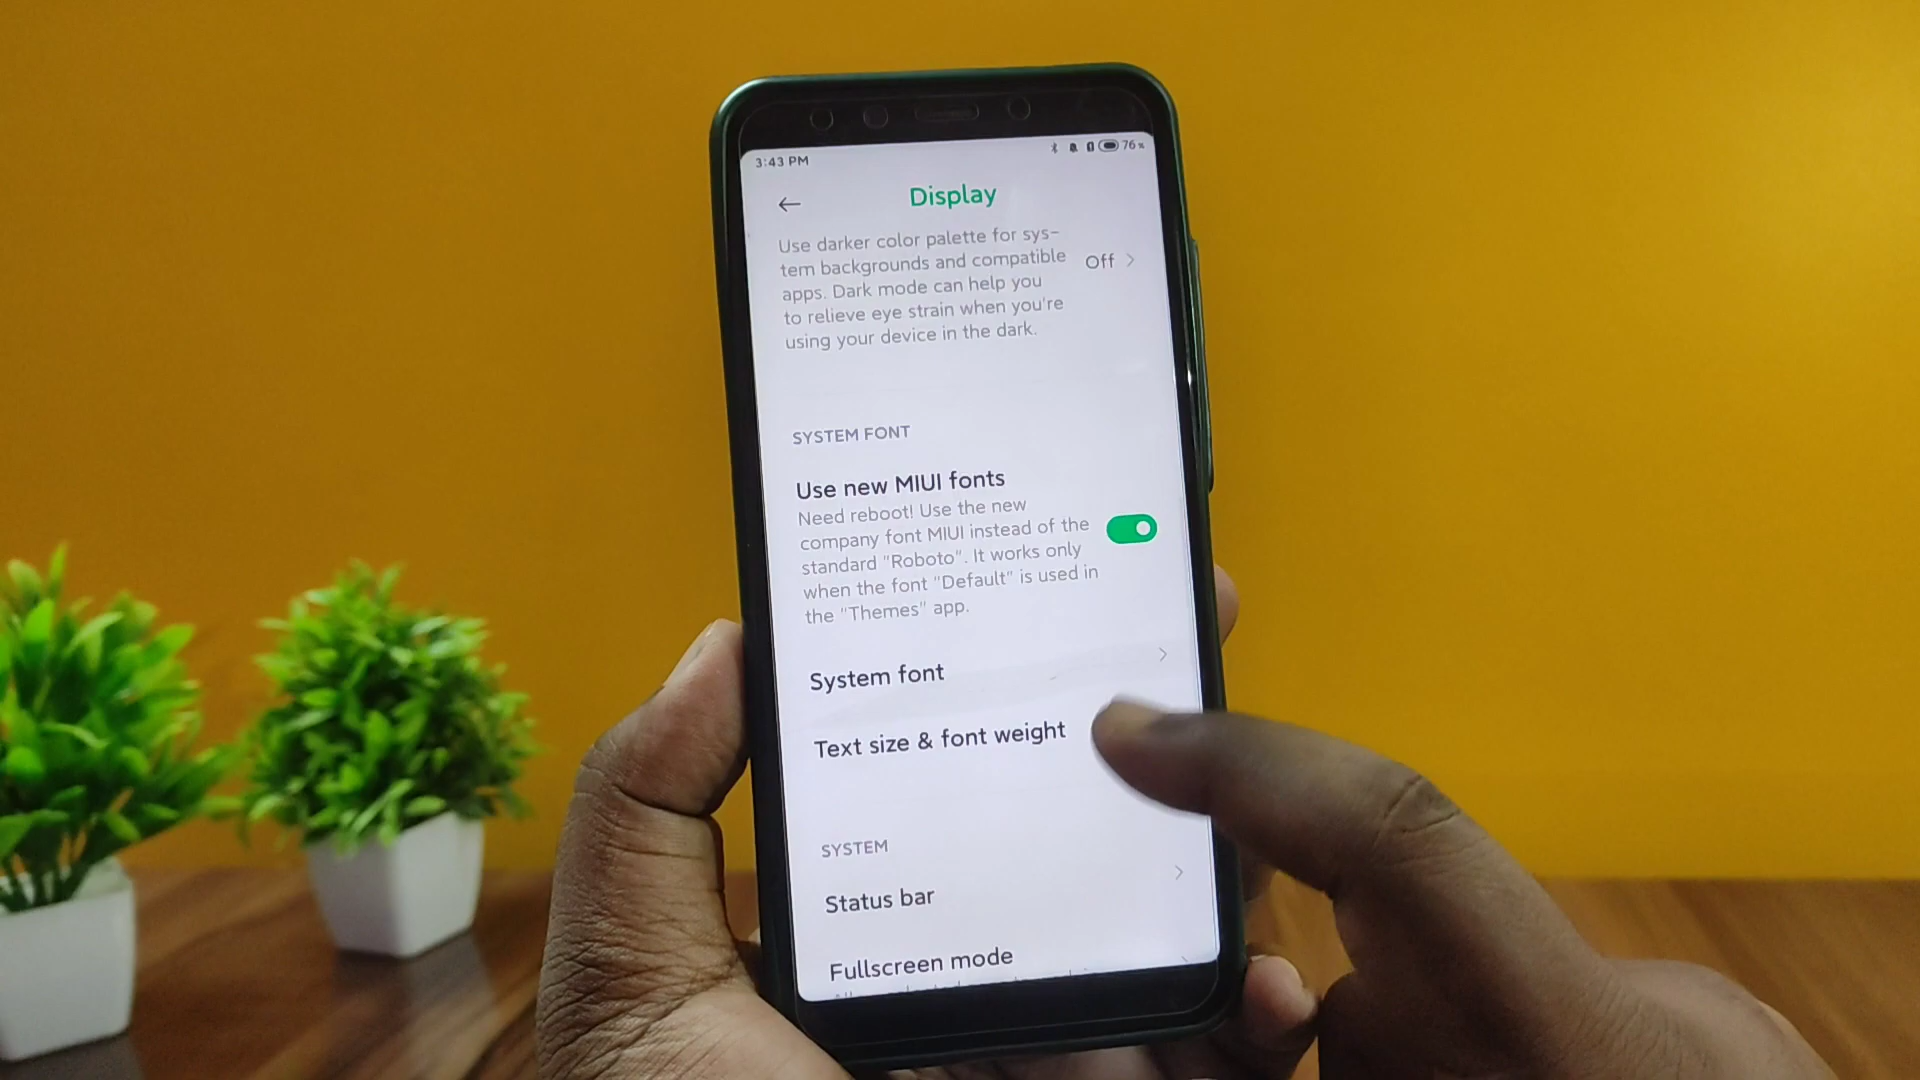 3:43 PM
76%
Display
Use darker color palette for sys-
tem backgrounds and compatible
apps. Dark mode can help you
to relieve eye strain when you're
using your device in the dark.
Off
SYSTEM FONT
Use new MIUI fonts
Need reboot! Use the new
company font MIUI instead of the
standard "Roboto". It works only
when the font "Default" is used in
the "Themes" app.
System font
Text size & font weight
SYSTEM
Status bar
Fullscreen mode